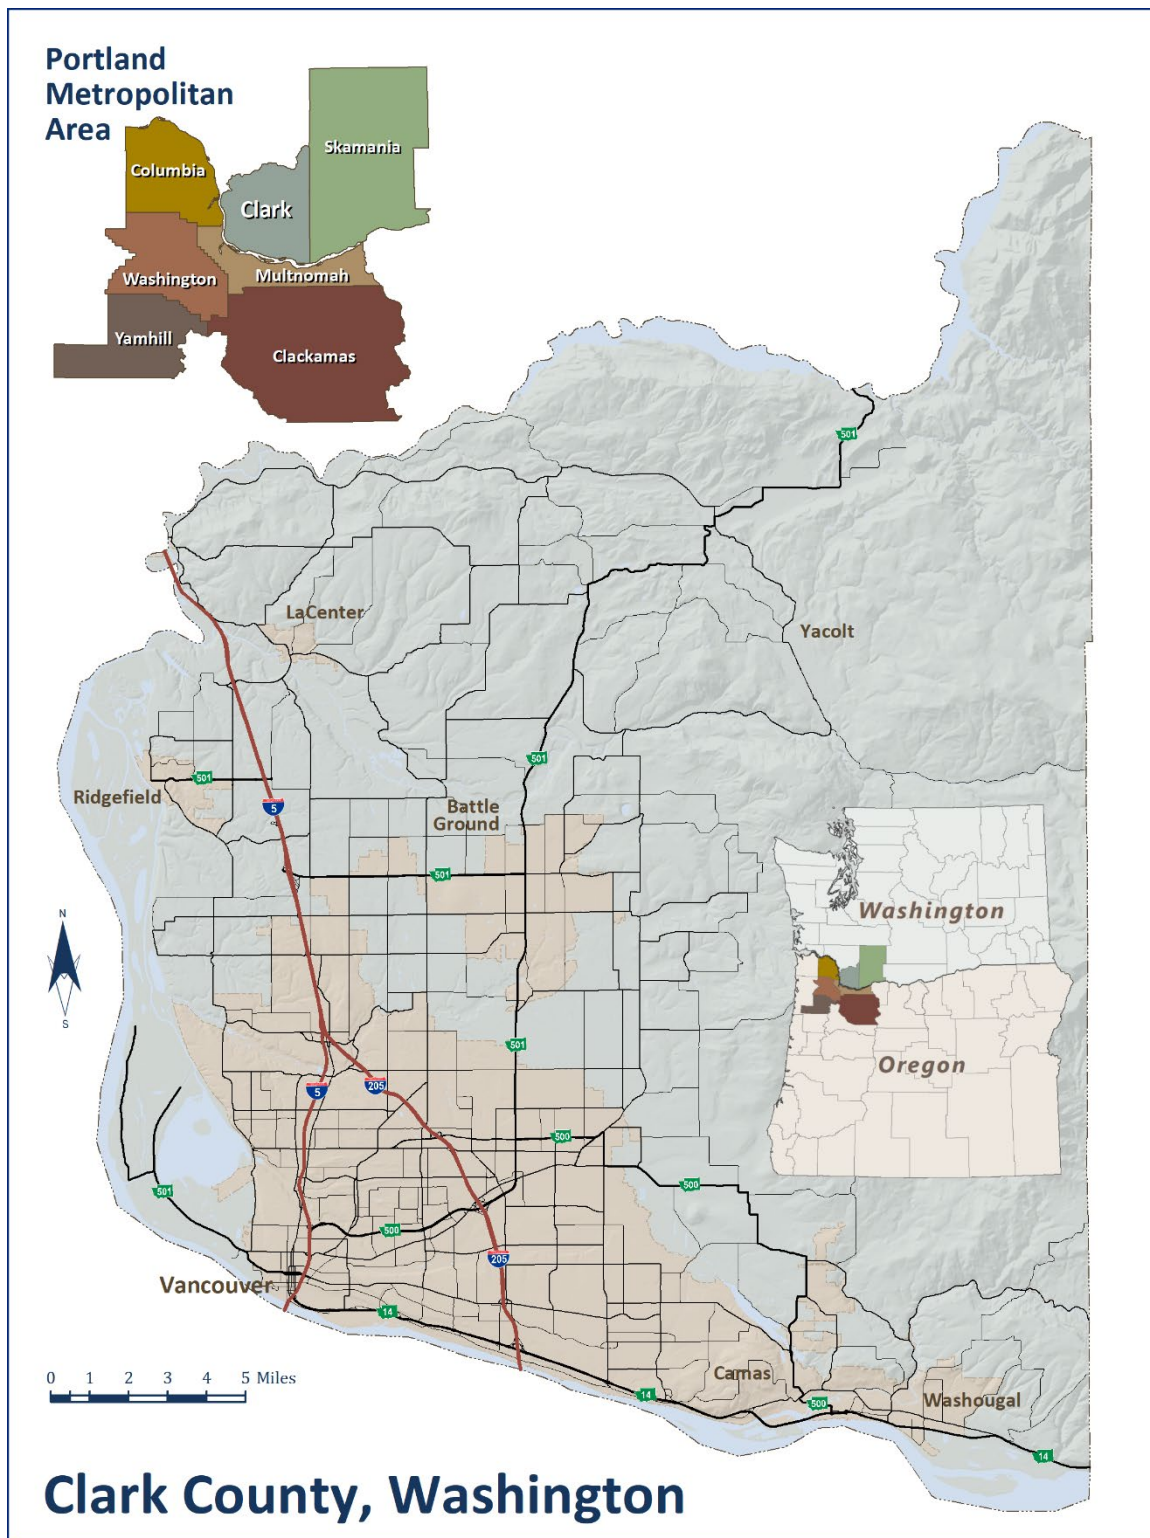 Portland
Metropolitan
Area
Skamania
Columbia
Clark
Washington
Multnomah
Yamhill
Clackamas
501
LaCenter
Yacolt
501
501
Ridgefield
5
Battle
Ground
501
Washington
N
S
501
Oregon
5
205
500
500
501
500
205
Vancouver
14
0 1 2 3 4 5 Miles
Camas
14
500
Washougal
14
Clark County, Washington